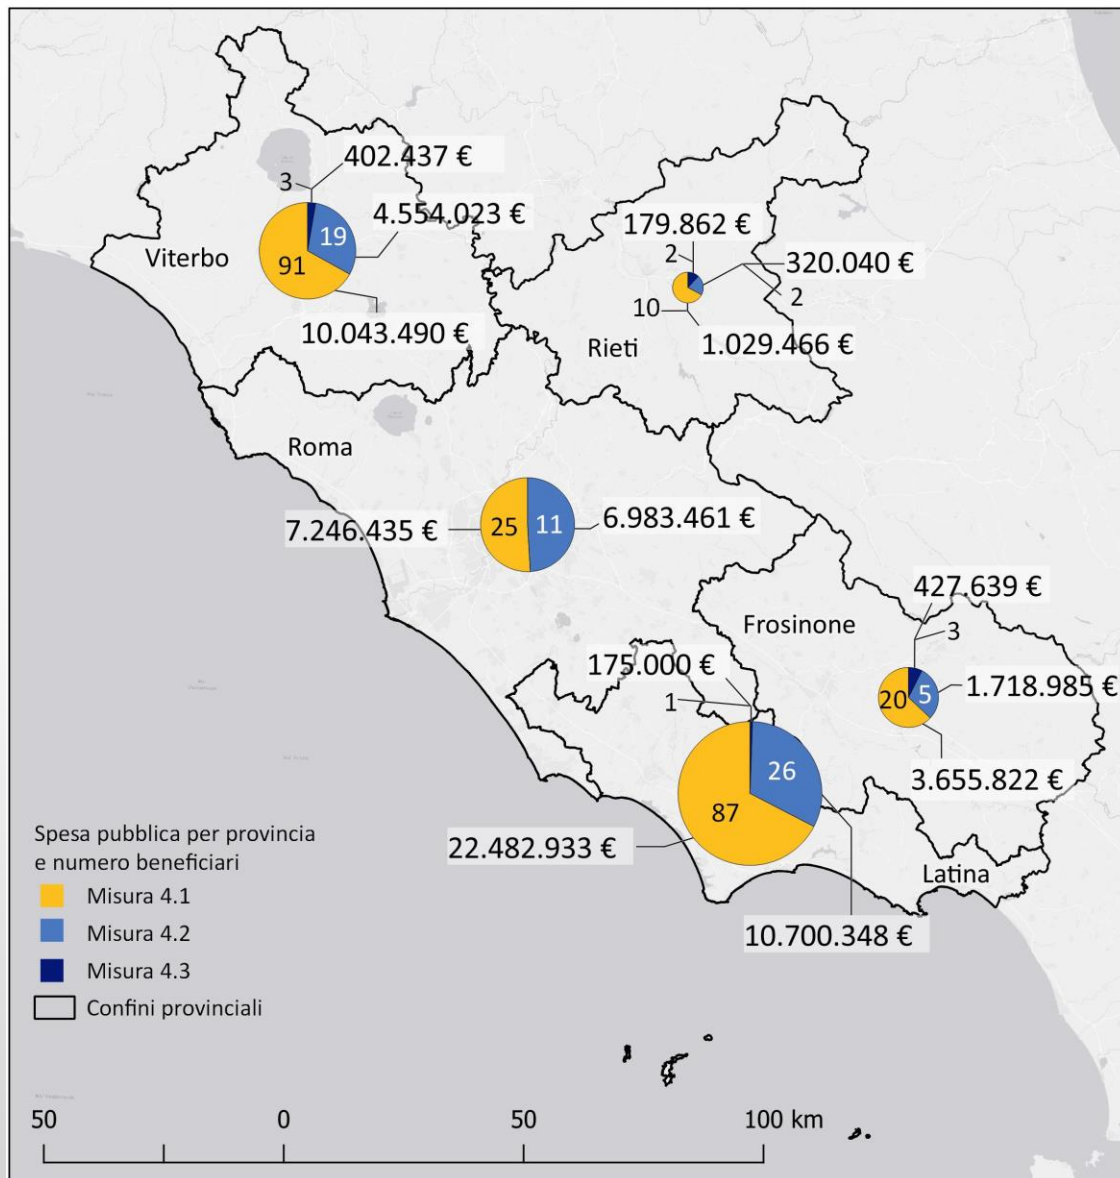 402.437 €
3
4.554.023 €
19
Viterbo
91
10.043.490 €
179.862 €
2
320.040 €
2
10
1.029.466 €
Rieti
Roma
7.246.435 €
25
11
6.983.461 €
427.639 €
3
Frosinone
20
5
1.718.985 €
3.655.822 €
175.000 €
1
26
87
22.482.933 €
10.700.348 €
Latina
Spesa pubblica per provincia
e numero beneficiari
Misura 4.1
Misura 4.2
Misura 4.3
Confini provinciali
50 0 50 100 km